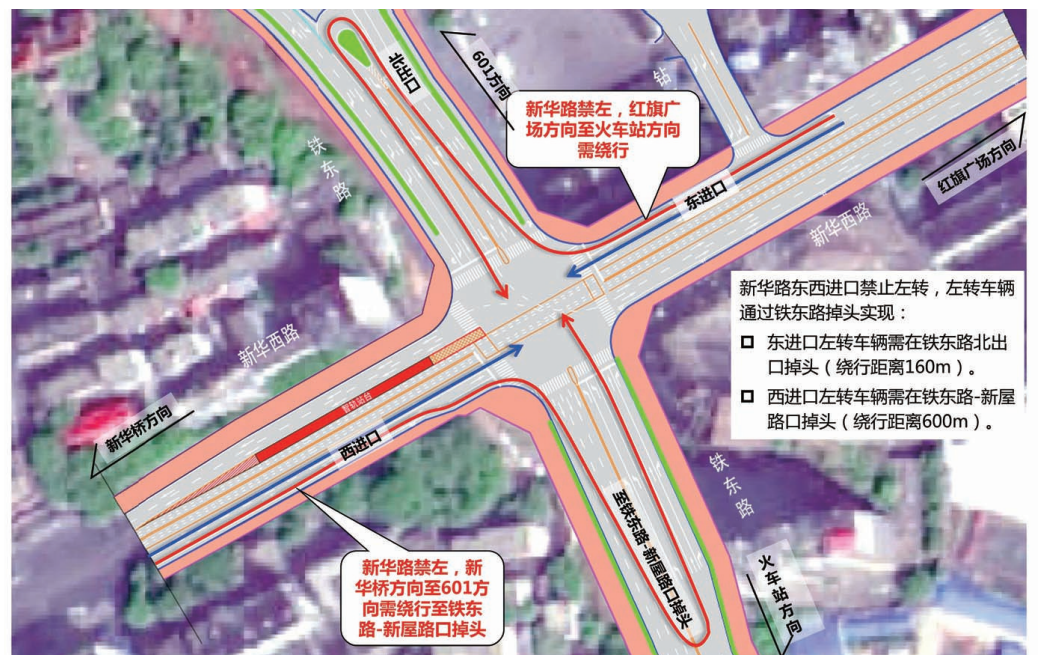 北出口
601方向
钻
新华路禁左，红旗广
场方向至火车站方向
需绕行
铁东路
东进口
红旗广场方向
新华西路
新华路东西进口禁止左转，左转车辆
通过铁东路掉头实现：
东进口左转车辆需在铁东路北出
口掉头（绕行距离160m）。
西进口左转车辆需在铁东路-新屋
路口掉头（绕行距离600m）。
新华西路
智轨站台
新华桥方向
西进口
铁东路
至铁东路-新屋路口掉头
火车站方向
新华路禁左，新
华桥方向至601方
向需绕行至铁东
路-新屋路口掉头